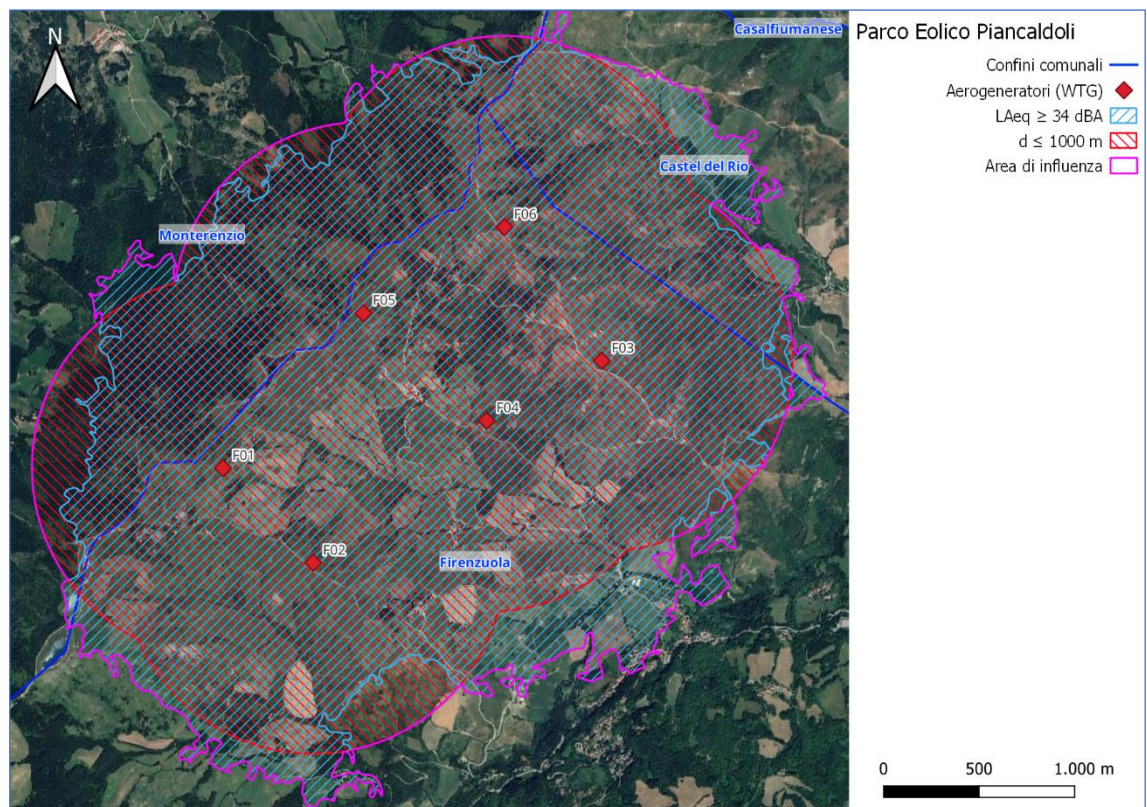 N
Casalfiumanese
Castel del Rio
Monterenzio
F06
F05
F03
F04
F01
F02
Firenzuola
Parco Eolico Piancaldoli
Confini comunali
Aerogeneratori (WTG)
LAeq ≥ 34 dBA
d ≤ 1000 m
Area di influenza
0 500 1.000 m